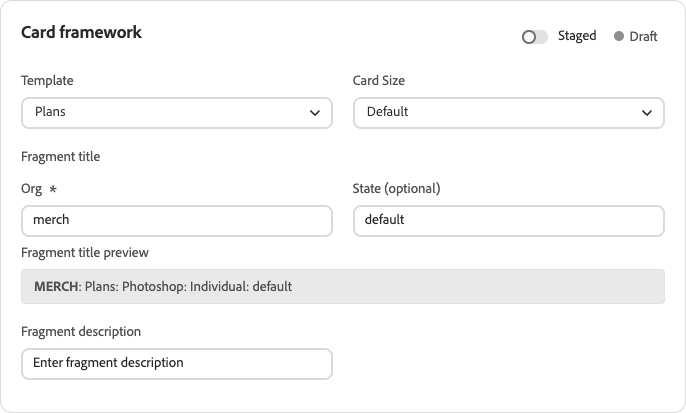 Card framework
Staged
Draft
Template
Card Size
Plans
Default
Fragment title
Org *
State (optional)
merch
default
Fragment title preview
MERCH: Plans: Photoshop: Individual: default
Fragment description
Enter fragment description